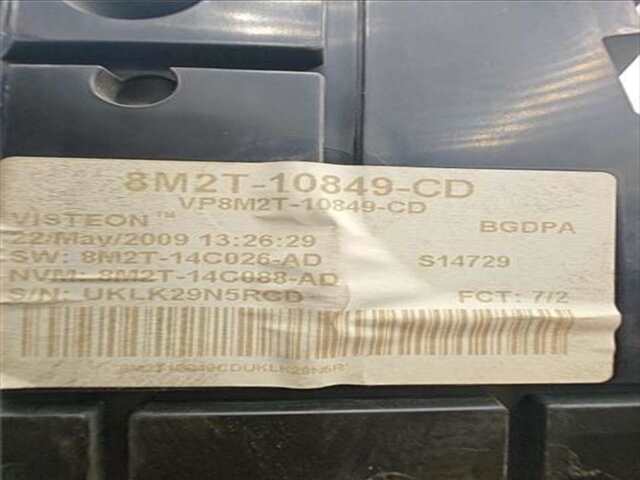 8M2T-10849-CD
VP8M2T-10849-CD
VISTEON™ BGDPA
22/May/2009 13:26:29
SW: 8M2T-14C026-AD S14729
NVM: 8M2T-14C088-AD
S/N: UKLK29N5RCD FCT: 7/2
8M2T10849CDUKLK29N5R